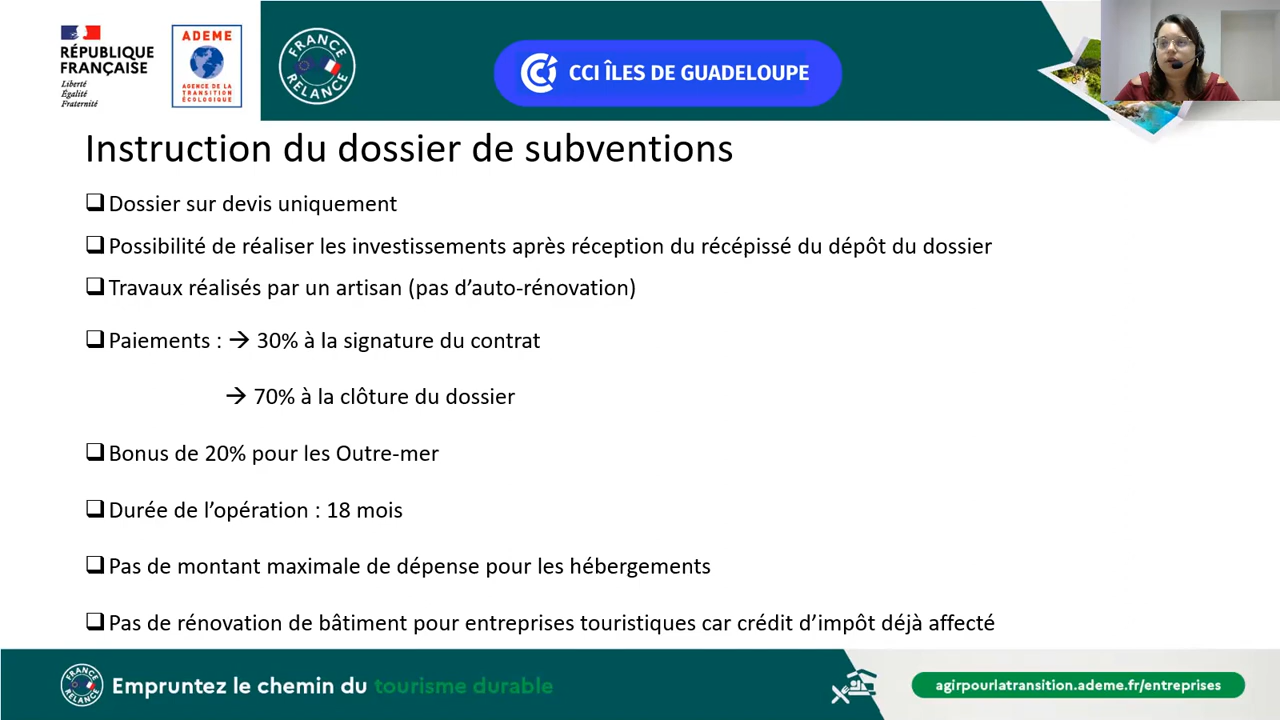 RÉPUBLIQUE
FRANÇAISE
Liberté
Égalité
Fraternité
ADEME
AGENCE DE LA
TRANSITION
ÉCOLOGIQUE
FRANCE
RELANCE
CCI ÎLES DE GUADELOUPE
Instruction du dossier de subventions
Dossier sur devis uniquement
Possibilité de réaliser les investissements après réception du récépissé du dépôt du dossier
Travaux réalisés par un artisan (pas d’auto-rénovation)
Paiements : → 30% à la signature du contrat
→ 70% à la clôture du dossier
Bonus de 20% pour les Outre-mer
Durée de l’opération : 18 mois
Pas de montant maximale de dépense pour les hébergements
Pas de rénovation de bâtiment pour entreprises touristiques car crédit d’impôt déjà affecté
FRANCE
RELANCE
Empruntez le chemin du tourisme durable
agirpourlatransition.ademe.fr/entreprises